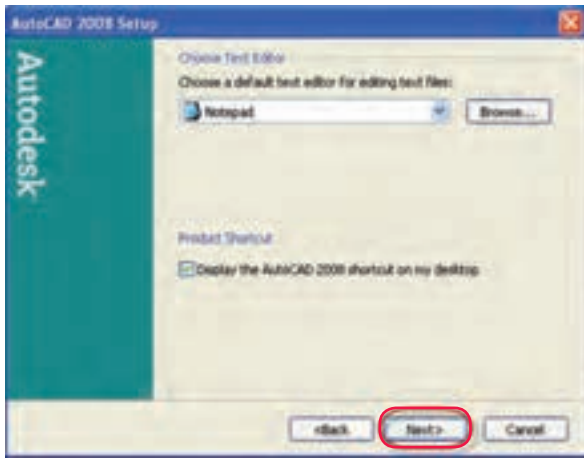 AutoCAD 2008 Setup
Autodesk
Choose Text Editor
Choose a default text editor for editing text files:
Notepad
Browse...
Product Shortcut
Display the AutoCAD 2008 shortcut on my desktop
<Back
Next>
Cancel